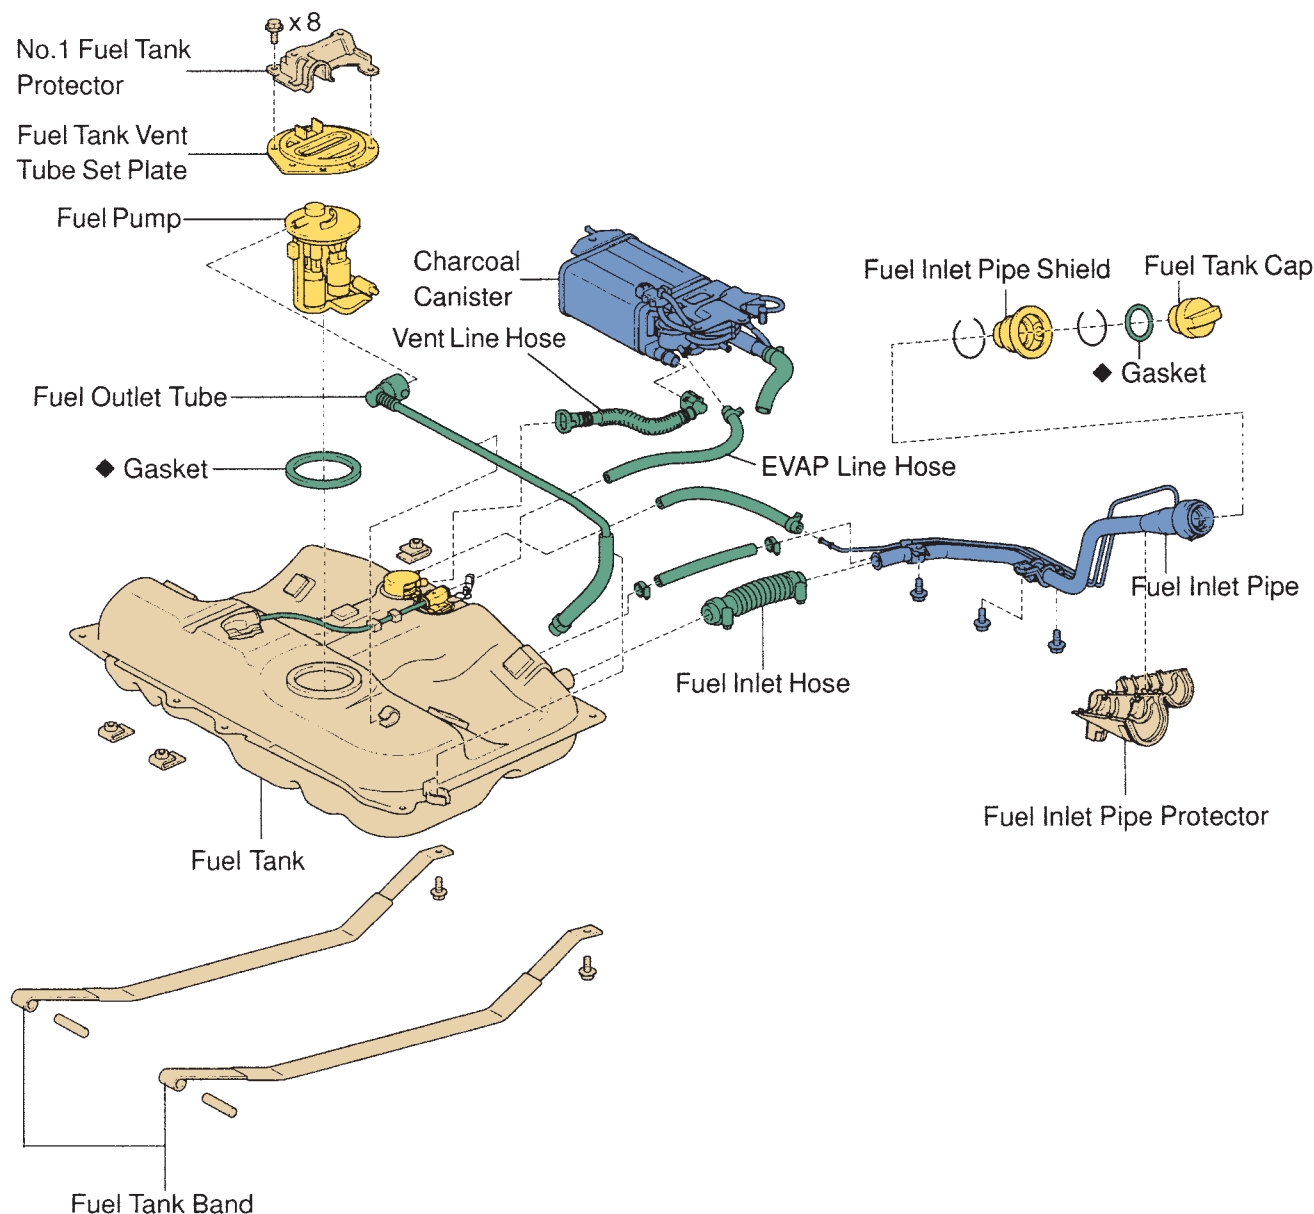 x 8
No.1 Fuel Tank
Protector
Fuel Tank Vent
Tube Set Plate
Fuel Pump
Charcoal
Canister
Vent Line Hose
Fuel Inlet Pipe Shield
Fuel Tank Cap
◆ Gasket
Fuel Outlet Tube
◆ Gasket
EVAP Line Hose
Fuel Inlet Pipe
Fuel Inlet Hose
Fuel Inlet Pipe Protector
Fuel Tank
Fuel Tank Band